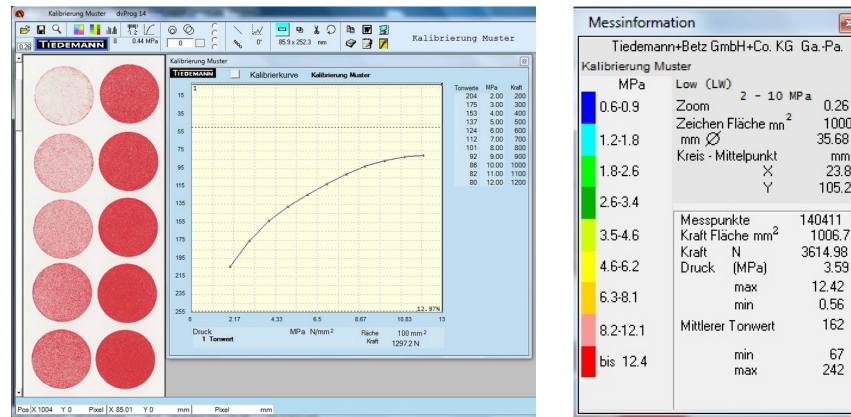 Kalibrierung Muster dvProg 14
0.26 TIEDEMANN 8 0.44 MPa
0
0°
85.9 x 252.3 mm
Kalibrierung Muster
Kalibrierung Muster
TIEDEMANN Kalibrierkurve Kalibrierung Muster
Tonwerte MPa Kraft
204 2.00 200
175 3.00 300
153 4.00 400
137 5.00 500
124 6.00 600
112 7.00 700
101 8.00 800
92 9.00 900
86 10.00 1000
82 11.00 1100
80 12.00 1200
1
15
35
55
75
95
115
135
155
175
195
215
235
255
12.97N
0 2.17 4.33 6.5 8.67 10.83 13
Druck MPa N/mm² Fläche 100 mm²
1 Tonwert Kraft 1297.2 N
Pos X 1004 Y 0 Pixel X 85.01 Y 0 mm Pixel mm
Messinformation
Tiedemann+Betz GmbH+Co. KG Ga.-Pa.
Kalibrierung Muster
MPa
0.6-0.9
1.2-1.8
1.8-2.6
2.6-3.4
3.5-4.6
4.6-6.2
6.3-8.1
8.2-12.1
bis 12.4
Low (LW)
2 - 10 MPa
Zoom 0.26
Zeichen Fläche mm² 1000
mm Ø 35.68
Kreis - Mittelpunkt mm
X 23.8
Y 105.2
Messpunkte 140411
Kraft Fläche mm² 1006.7
Kraft N 3614.98
Druck (MPa) 3.59
max 12.42
min 0.56
Mittlerer Tonwert 162
min 67
max 242